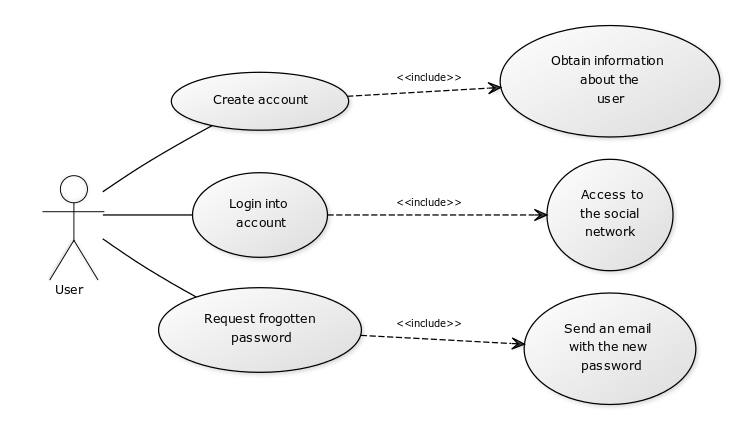 Create account
<<include>>
Obtain information
about the
user
Login into
account
<<include>>
Access to
the social
network
User
Request frogotten
password
<<include>>
Send an email
with the new
password